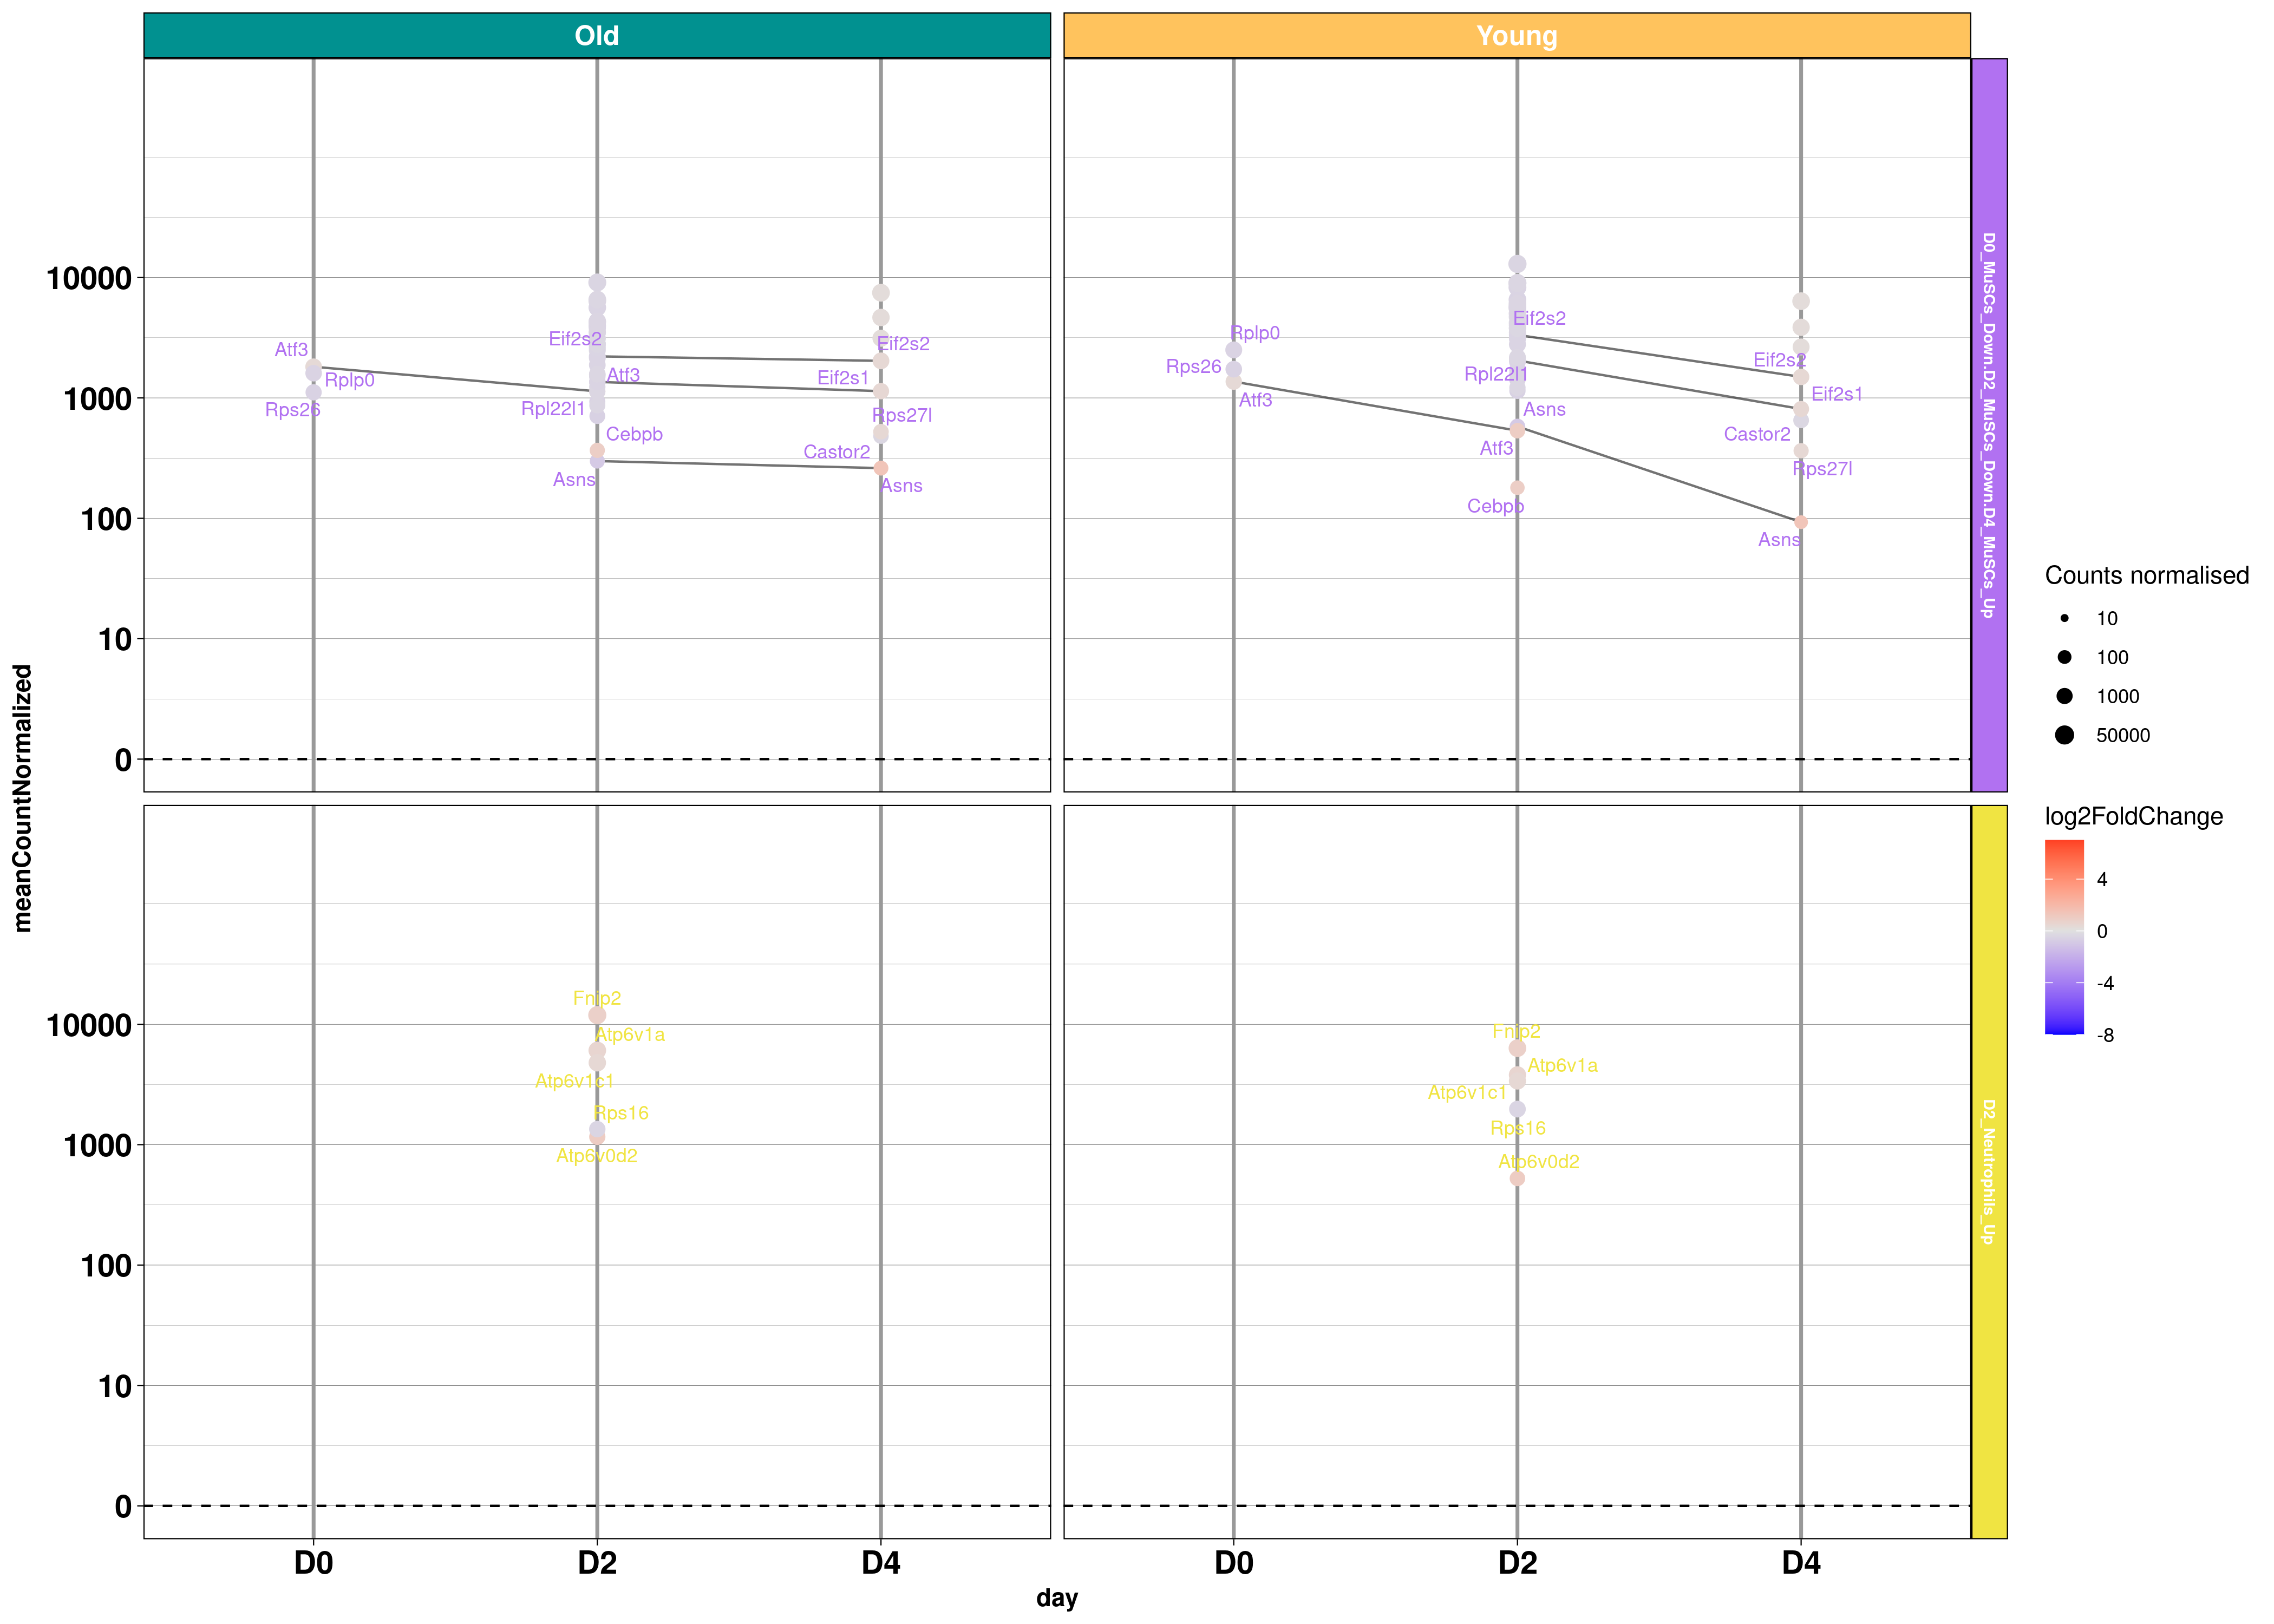 Old
Young
meanCountNormalized
10000
1000
100
10
0
Atf3
Rplp0
Rps26
Eif2s2
Atf3
Rpl22l1
Cebpb
Asns
Eif2s2
Eif2s1
Rps27l
Castor2
Asns
Rplp0
Rps26
Atf3
Eif2s2
Rpl22l1
Asns
Atf3
Cebpb
Eif2s2
Eif2s1
Castor2
Rps27l
Asns
D0_MuSCs_Down.D2_MuSCs_Down.D4_MuSCs_Up
10000
1000
100
10
0
Fnip2
Atp6v1a
Atp6v1c1
Rps16
Atp6v0d2
Fnip2
Atp6v1a
Atp6v1c1
Rps16
Atp6v0d2
D2_Neutrophils_Up
D0
D2
D4
D0
D2
D4
day
Counts normalised
10
100
1000
50000
log2FoldChange
4
0
-4
-8